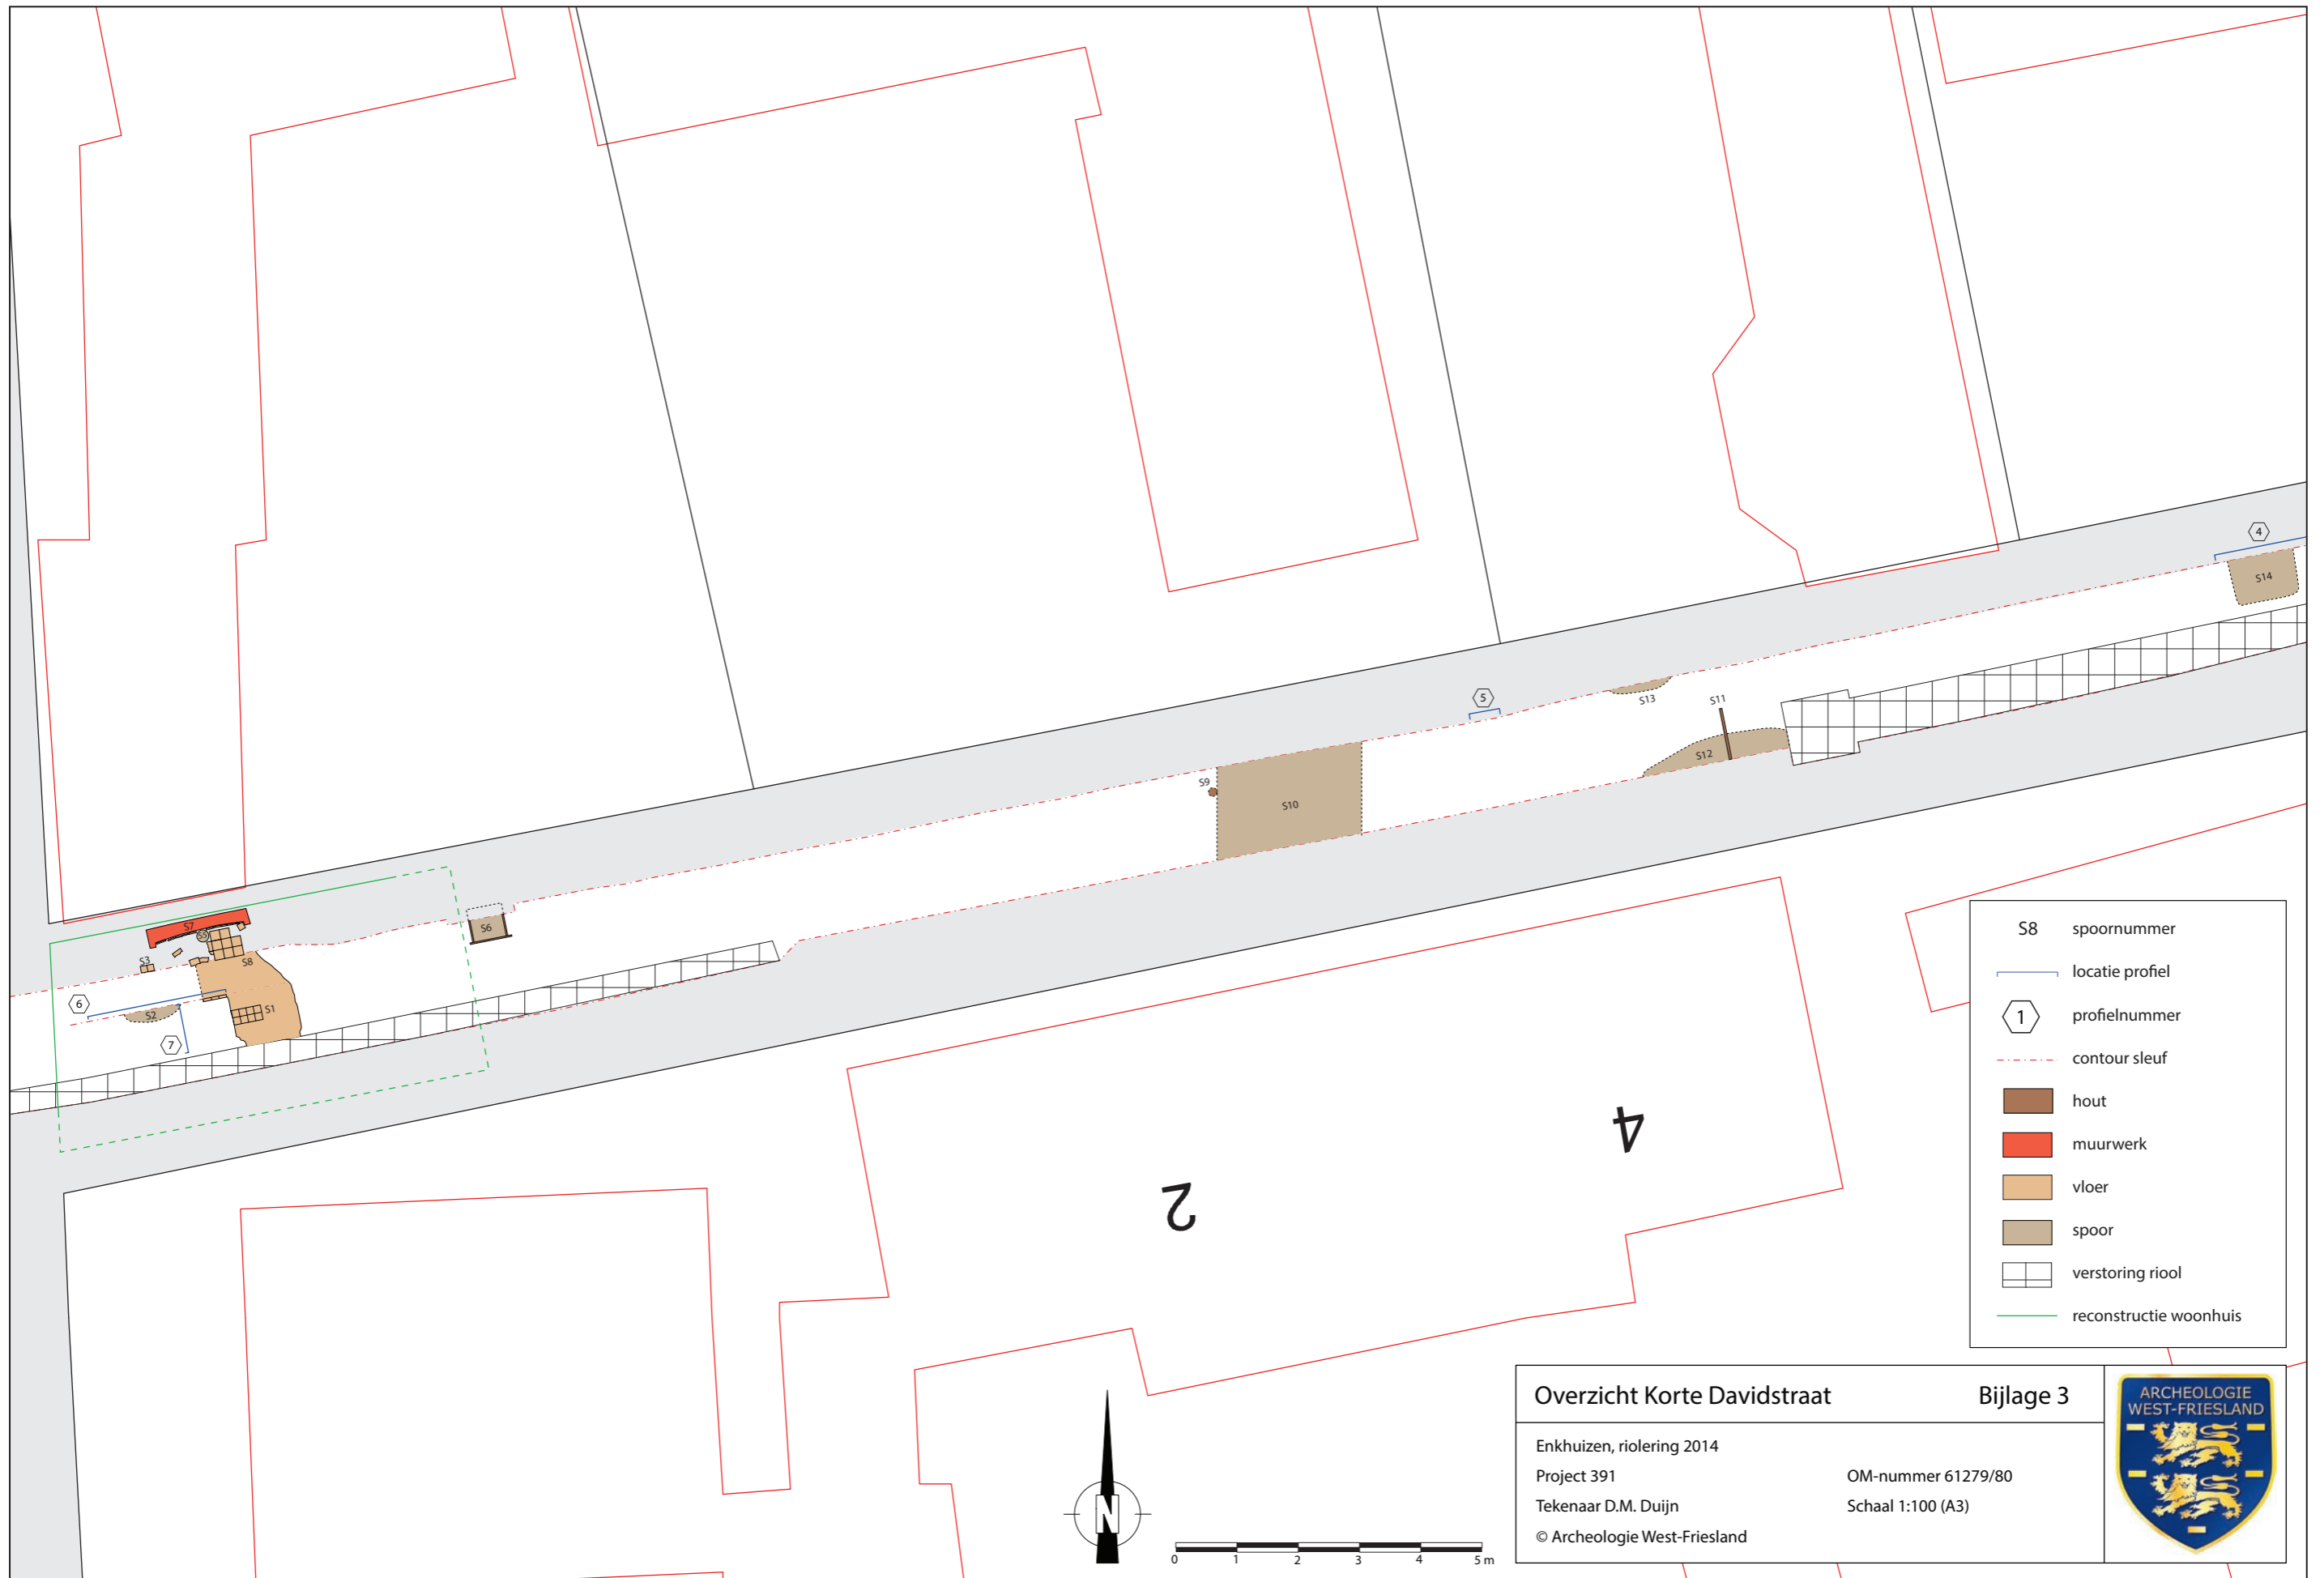 4
S14
5
S13
S11
S12
S9
S10
S7
S5
S6
S3
S8
6
S1
S2
7
4
2
S8 spoornummer
locatie profiel
1 profielnummer
contour sleuf
hout
muurwerk
vloer
spoor
verstoring riool
reconstructie woonhuis
N
0 1 2 3 4 5 m
Overzicht Korte Davidstraat Bijlage 3
Enkhuizen, riolering 2014
Project 391 OM-nummer 61279/80
Tekenaar D.M. Duijn Schaal 1:100 (A3)
© Archeologie West-Friesland
ARCHEOLOGIE
WEST-FRIESLAND